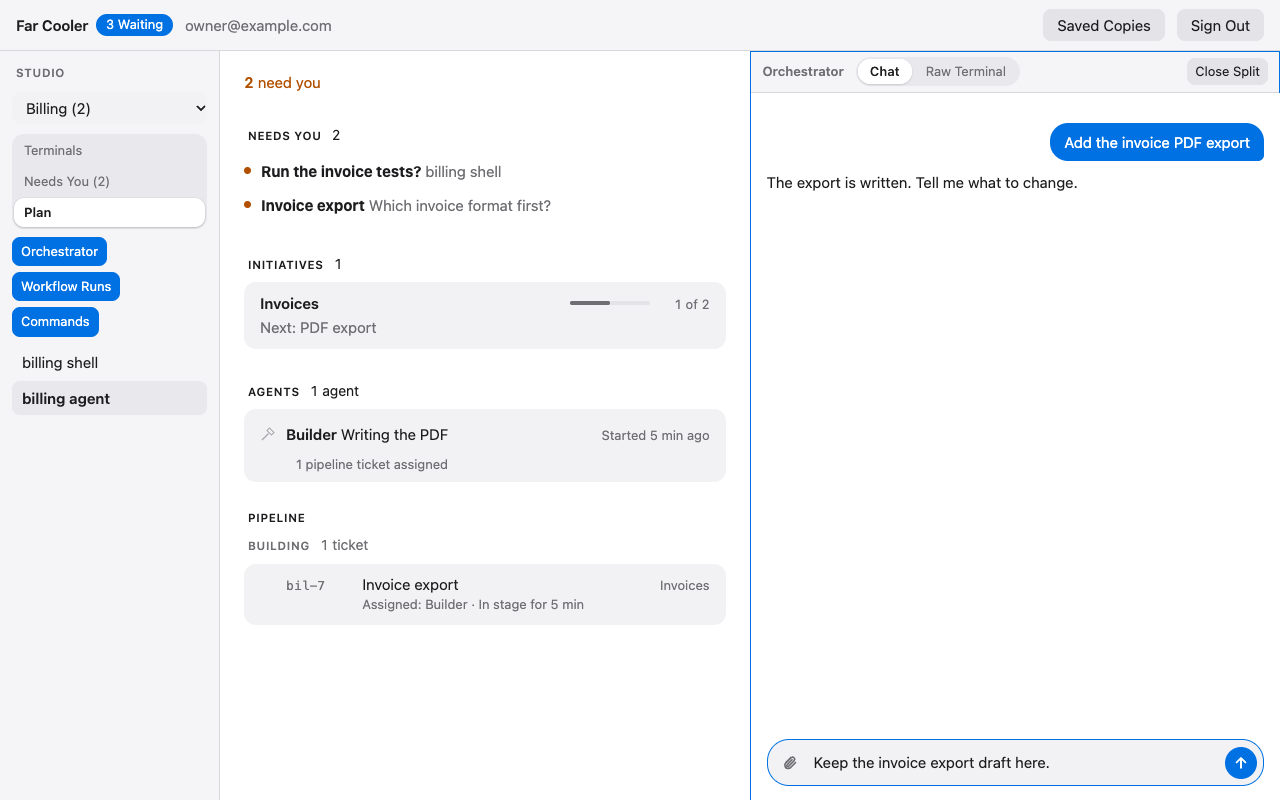 Far Cooler
3 Waiting
owner@example.com
Saved Copies
Sign Out
STUDIO
Billing (2)
Terminals
Needs You (2)
Plan
Orchestrator
Workflow Runs
Commands
billing shell
billing agent
2 need you
NEEDS YOU 2
Run the invoice tests? billing shell
Invoice export Which invoice format first?
INITIATIVES 1
Invoices
1 of 2
Next: PDF export
AGENTS 1 agent
Builder Writing the PDF
Started 5 min ago
1 pipeline ticket assigned
PIPELINE
BUILDING 1 ticket
bil-7
Invoice export
Invoices
Assigned: Builder · In stage for 5 min
Orchestrator
Chat
Raw Terminal
Close Split
Add the invoice PDF export
The export is written. Tell me what to change.
Keep the invoice export draft here.